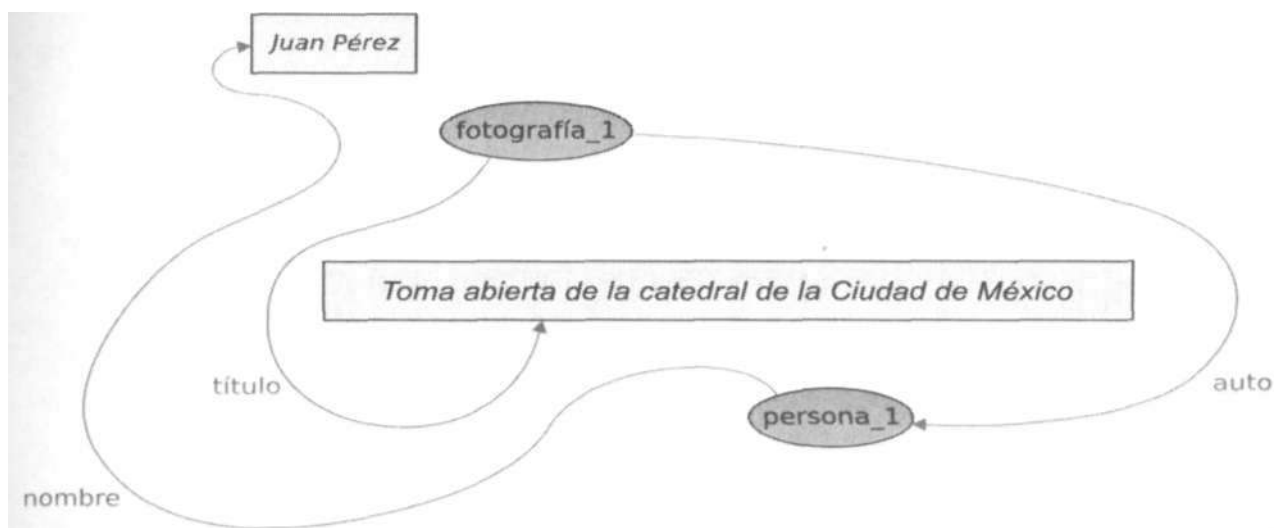 Juan Pérez
fotografía_1
Toma abierta de la catedral de la Ciudad de México
título
auto
persona_1
nombre